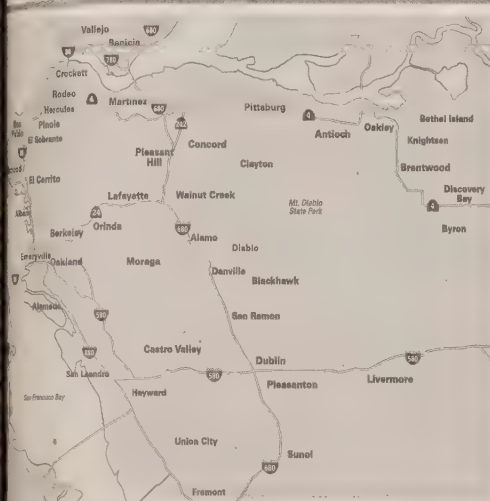 Vallejo
680
Benicia
80
780
Crockett
Rodeo
4
Martinez
680
Pittsburg
4
Hercules
242
Bethel Island
Pinole
Antioch
Oakley
El Sobrante
Concord
Knightsen
Pleasant
Hill
Clayton
Brentwood
El Cerrito
Lafayette
Walnut Creek
Mt. Diablo
State Park
Discovery
Bay
4
24
Orinda
Berkeley
680
Alamo
Byron
Diablo
Emeryville
Oakland
Moraga
Danville
Blackhawk
Alameda
580
San Ramon
880
Castro Valley
Dublin
580
San Leandro
580
Pleasanton
Livermore
Hayward
San Francisco Bay
Union City
Sunol
680
Fremont